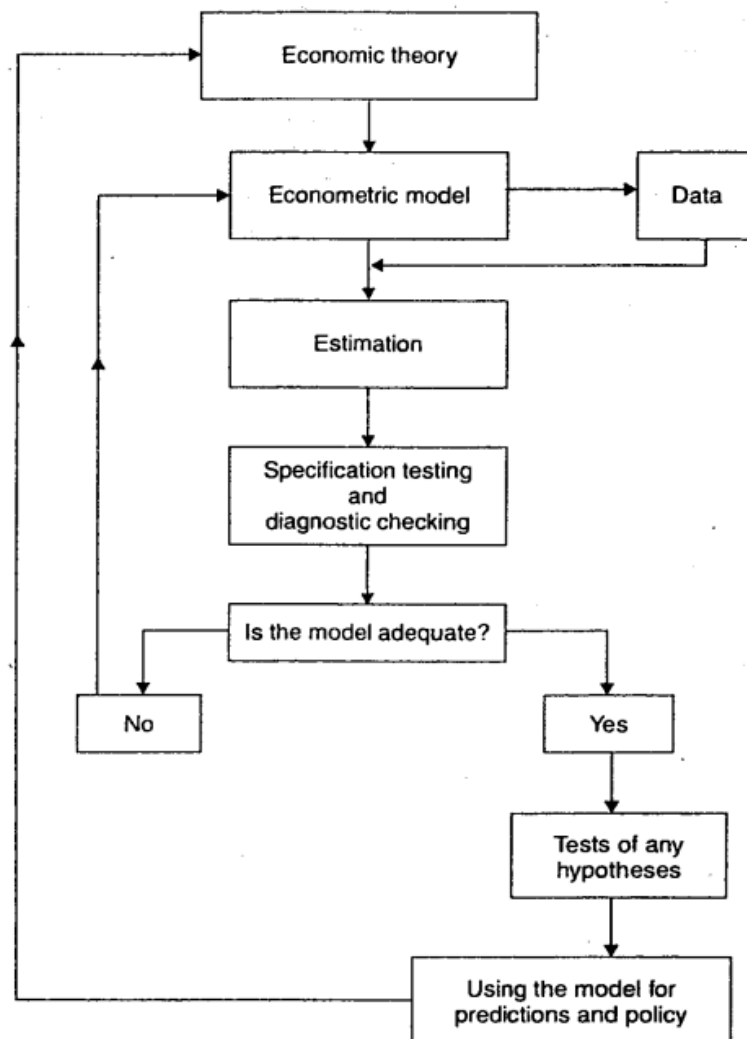 Economic theory
Econometric model
Data
Estimation
Specification testing
and
diagnostic checking
Is the model adequate?
No
Yes
Tests of any
hypotheses
Using the model for
predictions and policy